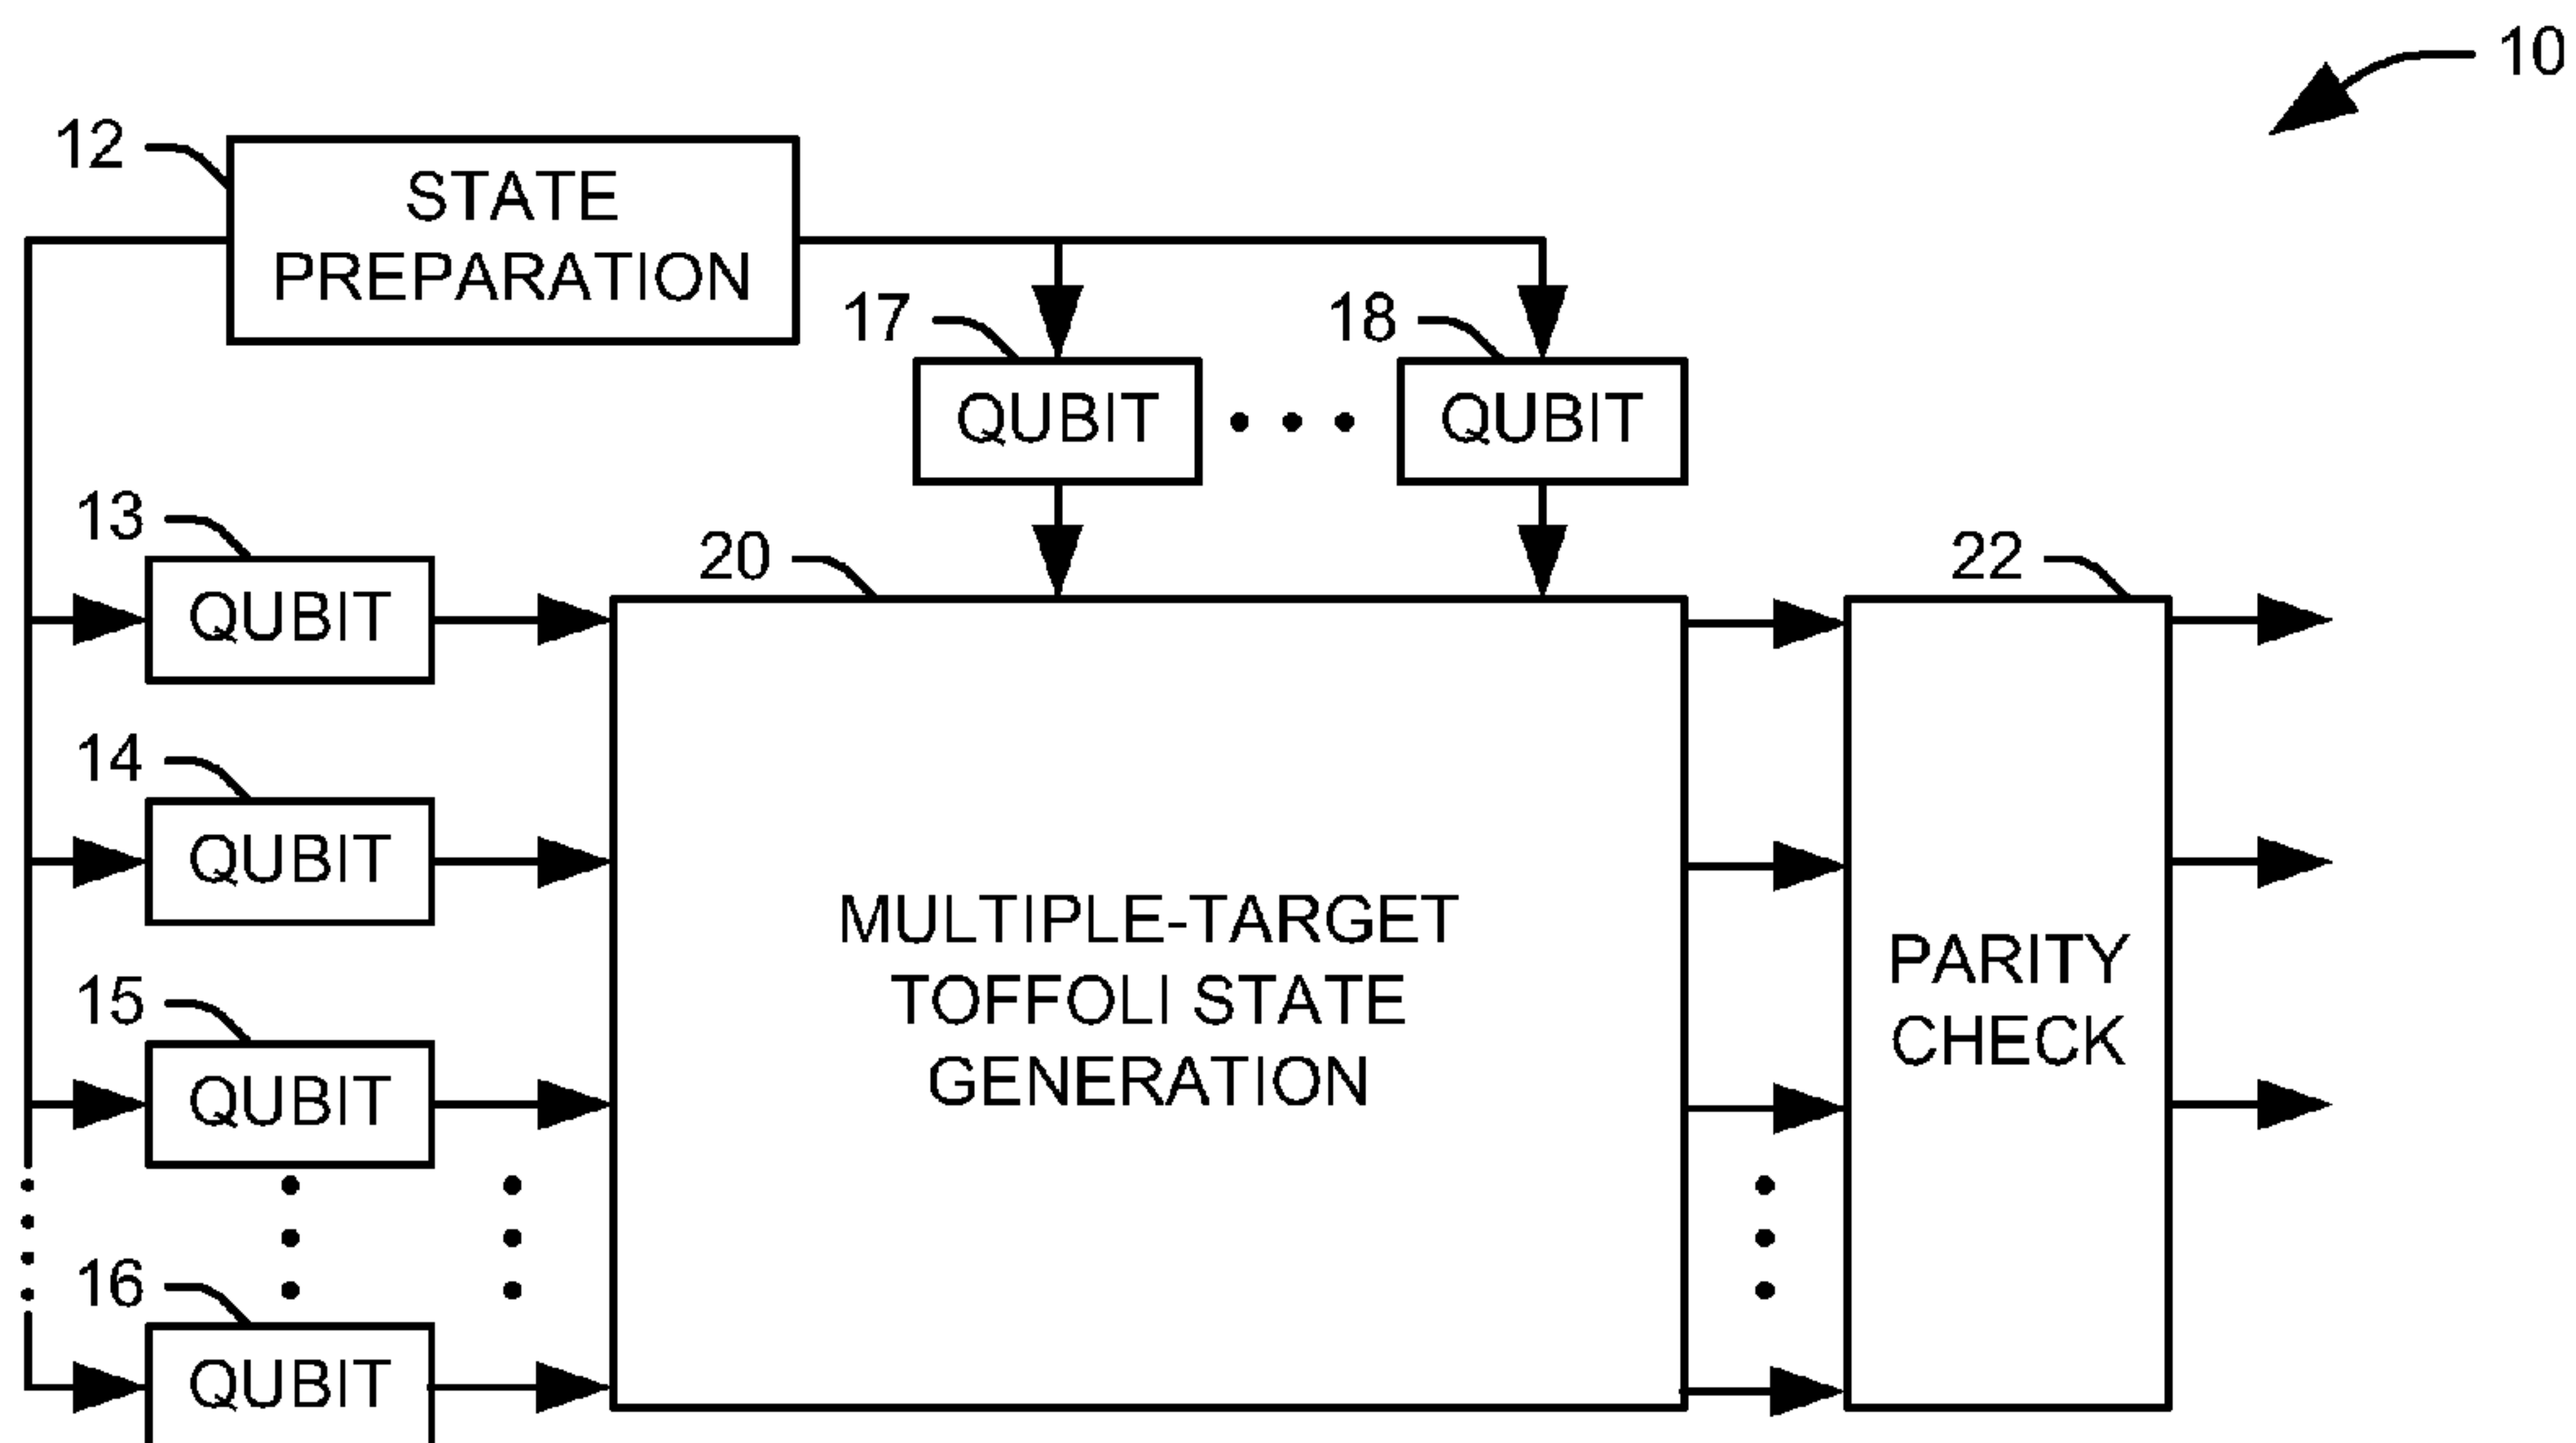 10
12
STATE
PREPARATION
17
18
QUBIT
QUBIT
13
QUBIT
20
22
14
QUBIT
MULTIPLE-TARGET
TOFFOLI STATE
GENERATION
PARITY
CHECK
15
QUBIT
16
QUBIT